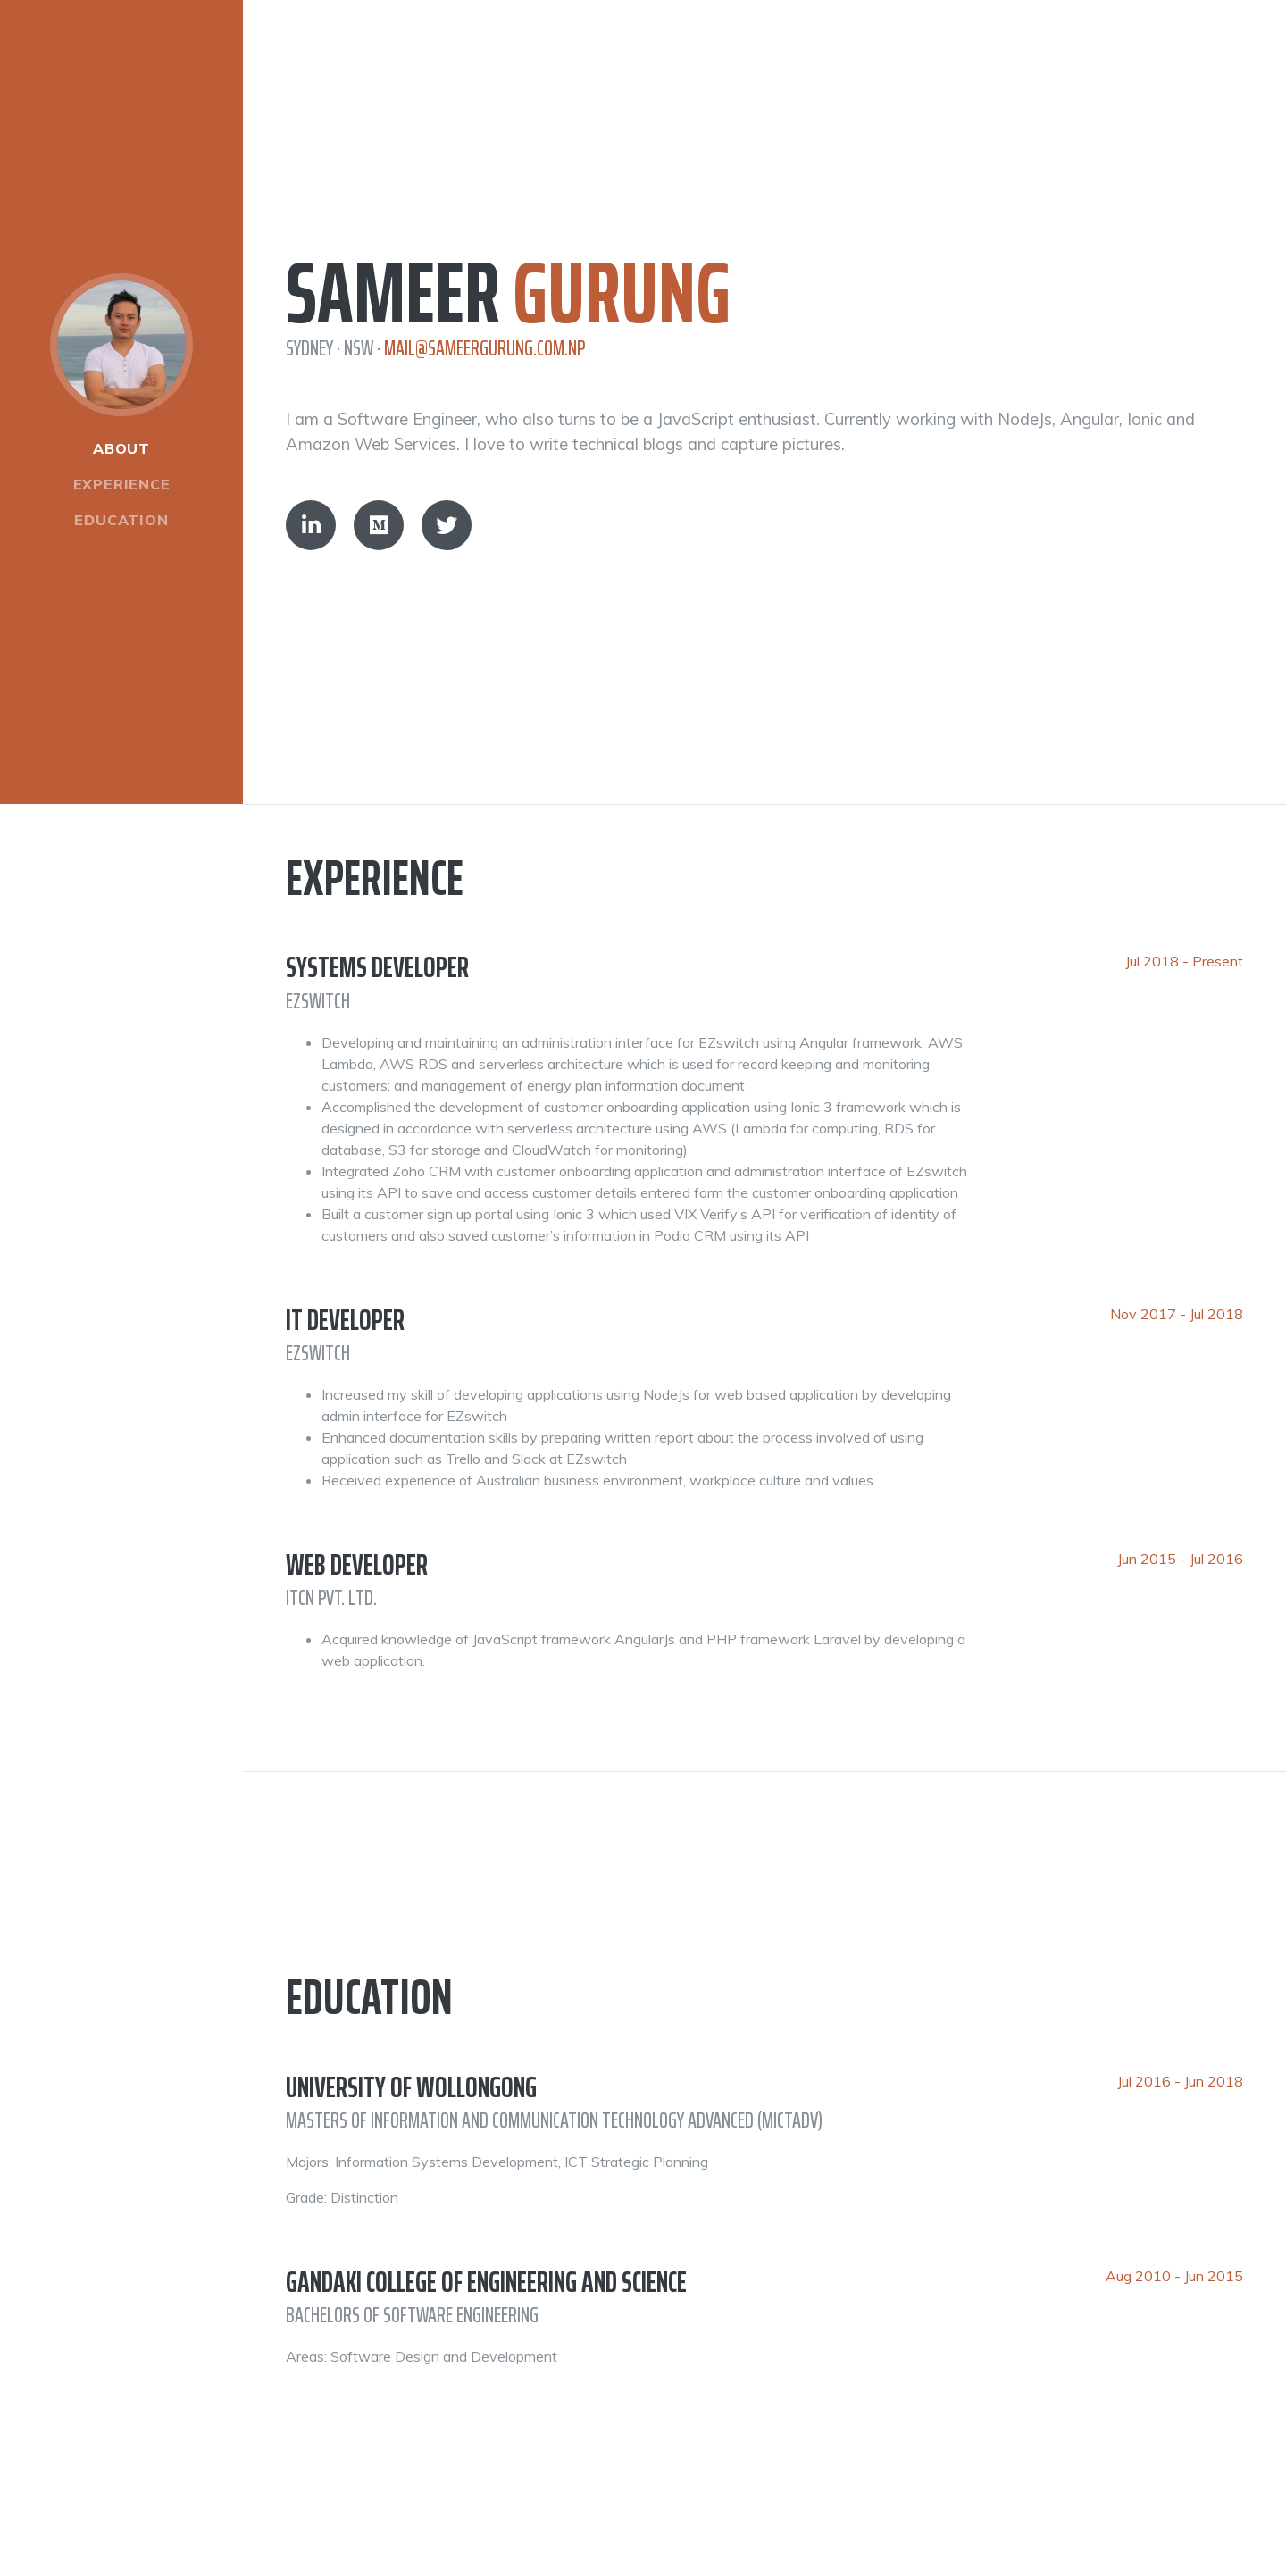 ABOUT
EXPERIENCE
EDUCATION
SAMEER GURUNG
SYDNEY · NSW · MAIL@SAMEERGURUNG.COM.NP
I am a Software Engineer, who also turns to be a JavaScript enthusiast. Currently working with NodeJs, Angular, Ionic and
Amazon Web Services. I love to write technical blogs and capture pictures.
EXPERIENCE
SYSTEMS DEVELOPER
Jul 2018 - Present
EZSWITCH
Developing and maintaining an administration interface for EZswitch using Angular framework, AWS
Lambda, AWS RDS and serverless architecture which is used for record keeping and monitoring
customers; and management of energy plan information document
Accomplished the development of customer onboarding application using Ionic 3 framework which is
designed in accordance with serverless architecture using AWS (Lambda for computing, RDS for
database, S3 for storage and CloudWatch for monitoring)
Integrated Zoho CRM with customer onboarding application and administration interface of EZswitch
using its API to save and access customer details entered form the customer onboarding application
Built a customer sign up portal using Ionic 3 which used VIX Verify’s API for verification of identity of
customers and also saved customer’s information in Podio CRM using its API
IT DEVELOPER
Nov 2017 - Jul 2018
EZSWITCH
Increased my skill of developing applications using NodeJs for web based application by developing
admin interface for EZswitch
Enhanced documentation skills by preparing written report about the process involved of using
application such as Trello and Slack at EZswitch
Received experience of Australian business environment, workplace culture and values
WEB DEVELOPER
Jun 2015 - Jul 2016
ITCN PVT. LTD.
Acquired knowledge of JavaScript framework AngularJs and PHP framework Laravel by developing a
web application.
EDUCATION
UNIVERSITY OF WOLLONGONG
Jul 2016 - Jun 2018
MASTERS OF INFORMATION AND COMMUNICATION TECHNOLOGY ADVANCED (MICTADV)
Majors: Information Systems Development, ICT Strategic Planning
Grade: Distinction
GANDAKI COLLEGE OF ENGINEERING AND SCIENCE
Aug 2010 - Jun 2015
BACHELORS OF SOFTWARE ENGINEERING
Areas: Software Design and Development